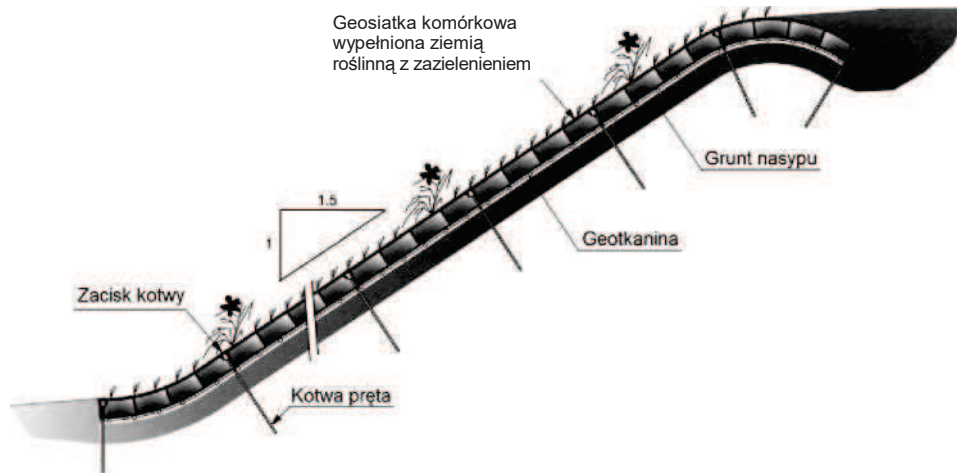 Geosiatka komórkowa
wypełniona ziemią
roślinną z zazielenieniem
Grunt nasypu
1.5
1
Geotkanina
Zacisk kotwy
Kotwa pręta